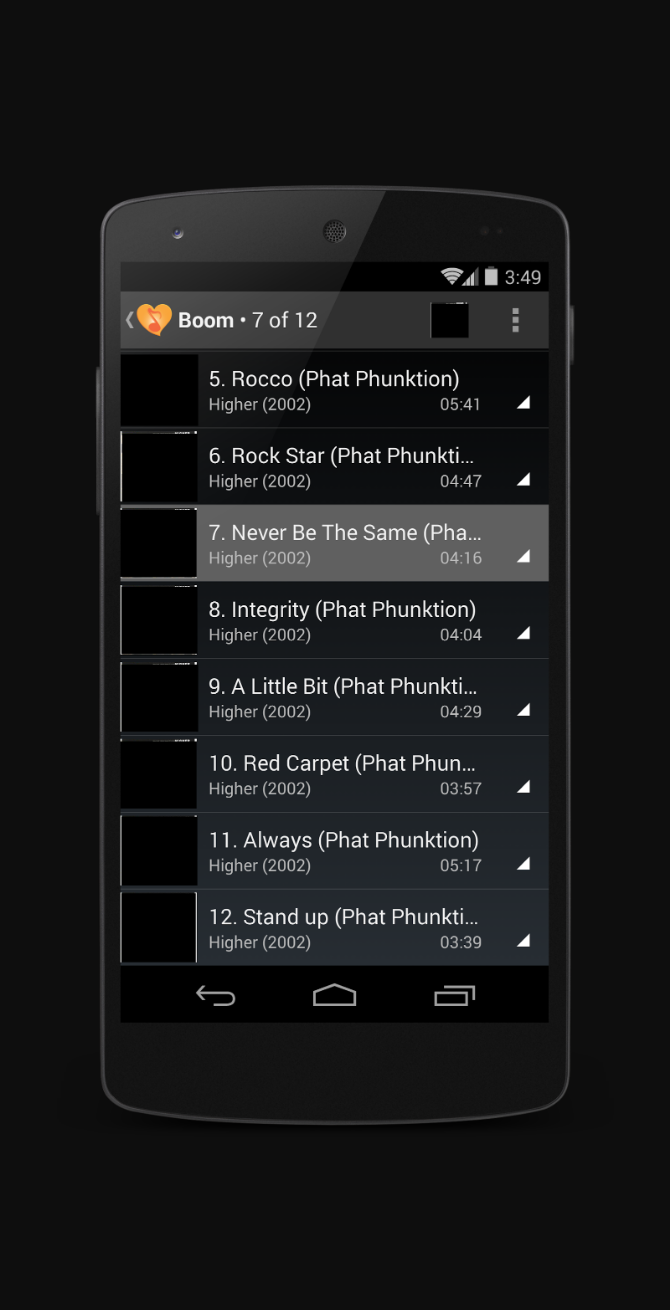 3:49
Boom • 7 of 12
5. Rocco (Phat Phunktion)
Higher (2002) 05:41
6. Rock Star (Phat Phunkti...
Higher (2002) 04:47
7. Never Be The Same (Pha...
Higher (2002) 04:16
8. Integrity (Phat Phunktion)
Higher (2002) 04:04
9. A Little Bit (Phat Phunkti...
Higher (2002) 04:29
10. Red Carpet (Phat Phun...
Higher (2002) 03:57
11. Always (Phat Phunktion)
Higher (2002) 05:17
12. Stand up (Phat Phunkti...
Higher (2002) 03:39